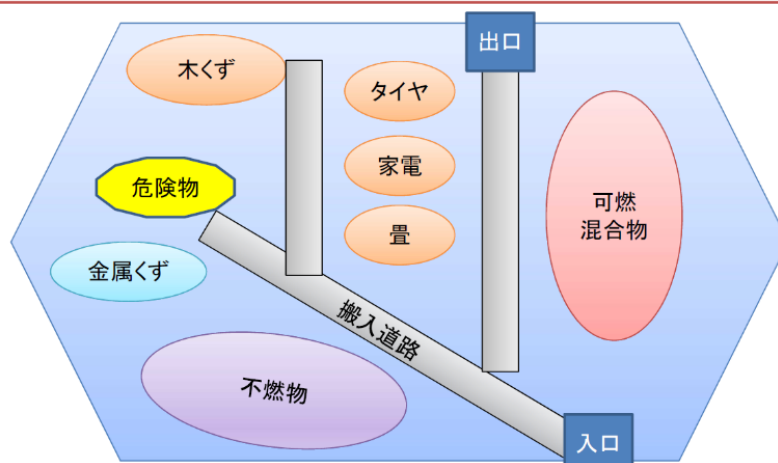 出口
木くず
タイヤ
家電
危険物
畳
可燃
混合物
金属くず
搬入道路
不燃物
入口